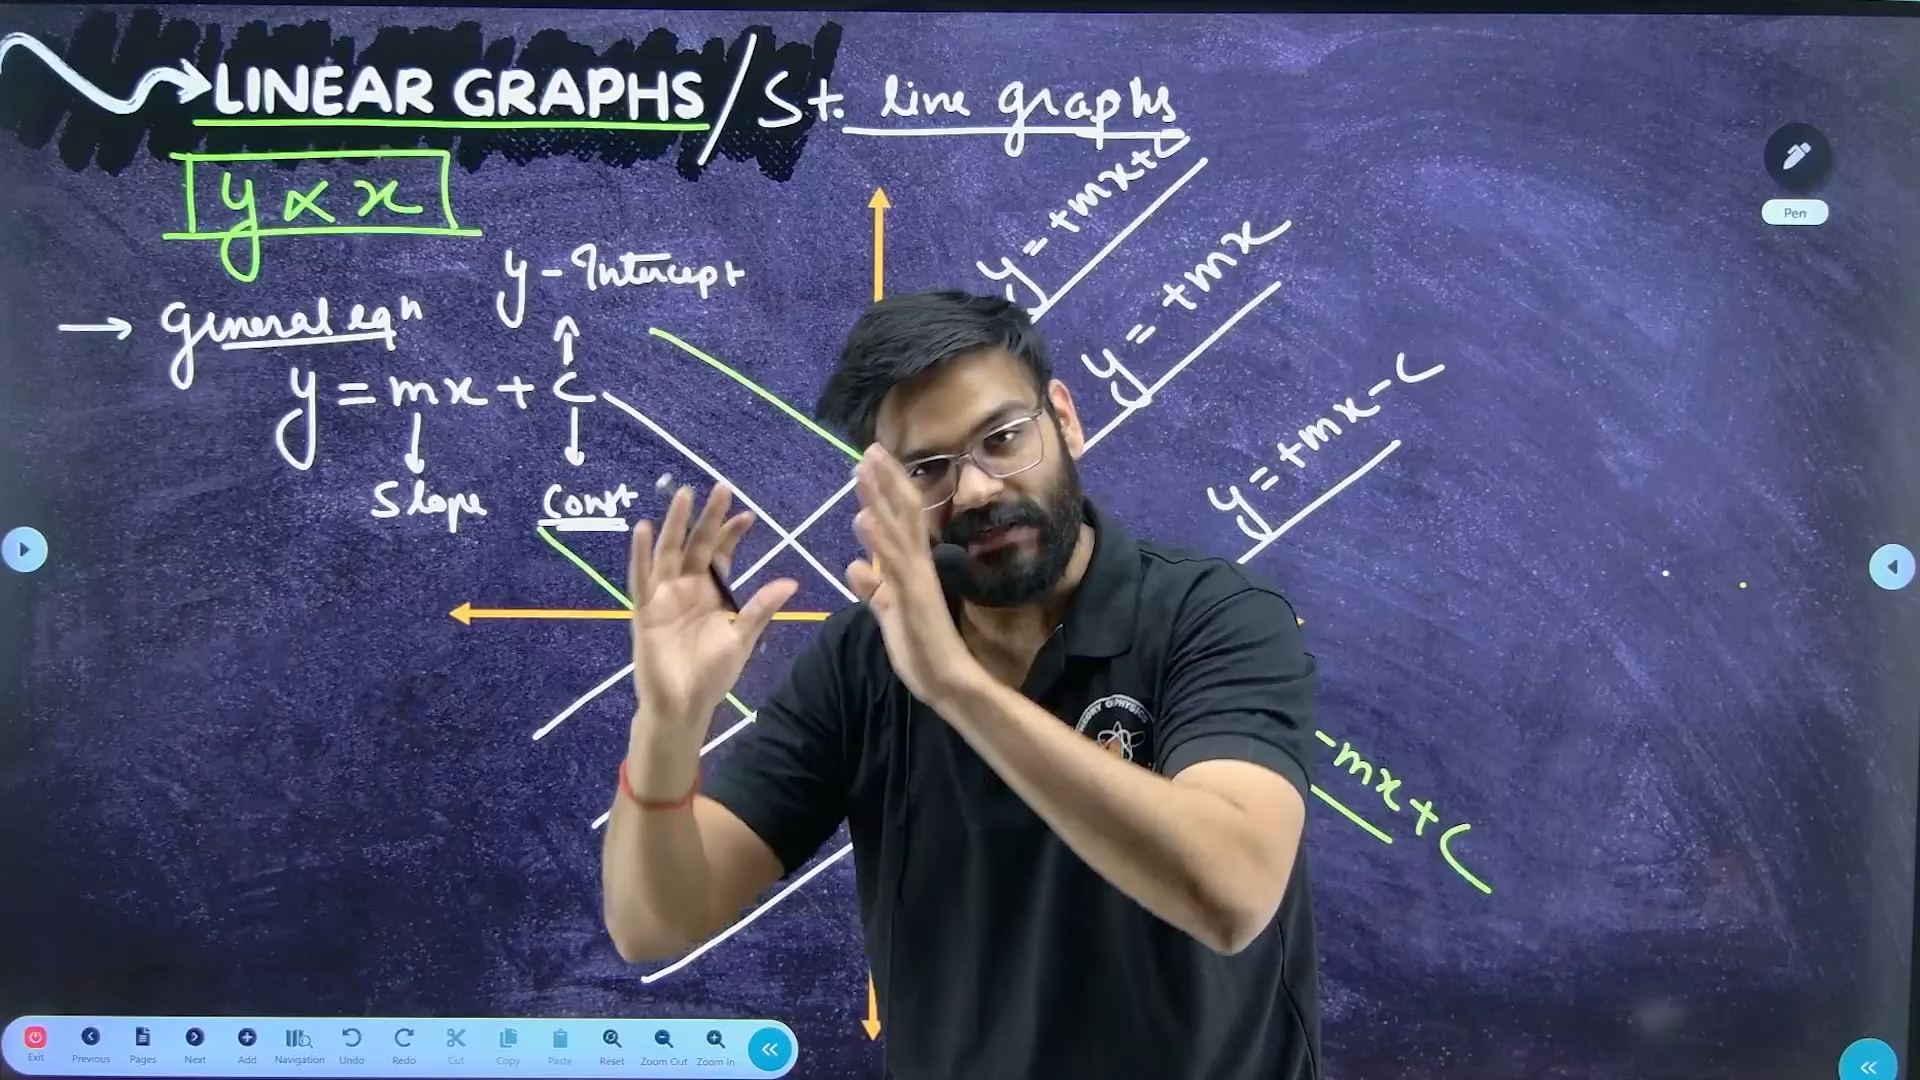 LINEAR GRAPHS / St. line graphs
y ∝ x
y - Intercept
→ General eqn
y = mx + c
Slope
Const
y = +mx+c
y = +mx
y = +mx-c
-mx+c
Pen
Exit
Previous
Pages
Next
Add
Navigation
Undo
Redo
Cut
Copy
Paste
Reset
Zoom Out
Zoom In